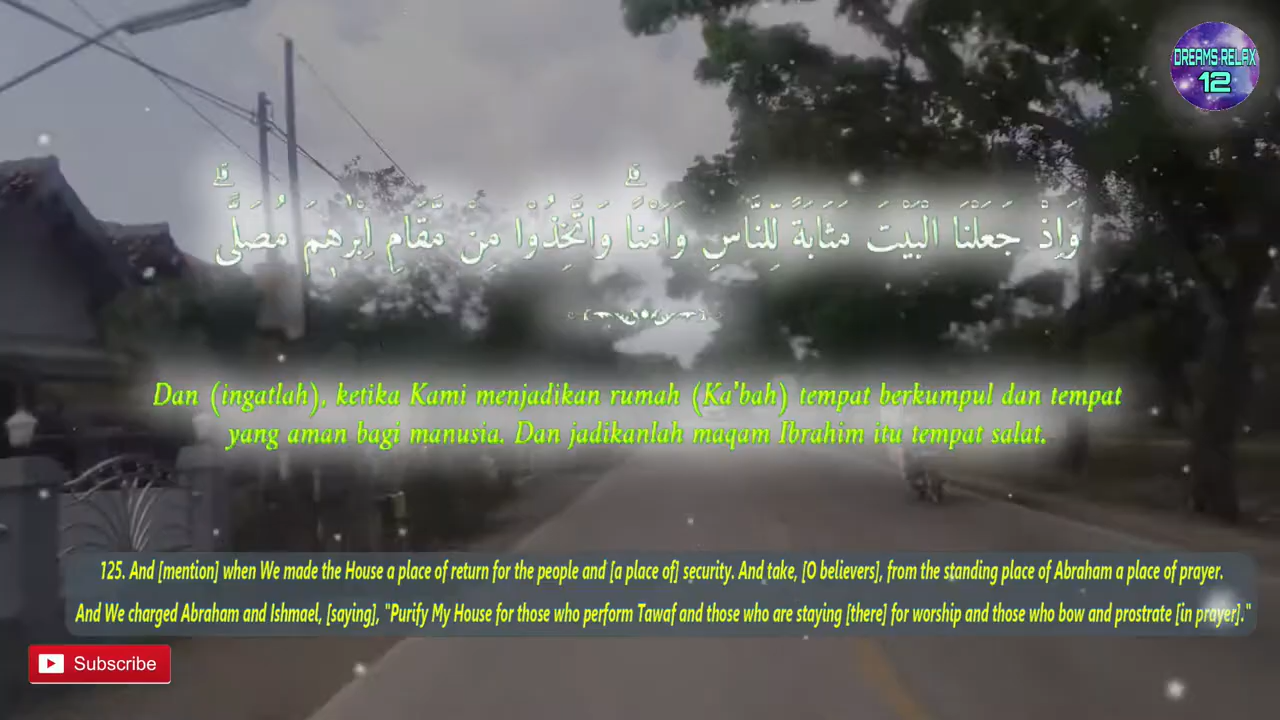 DREAMS RELAX
12
وَاِذْ جَعَلْنَا الْبَيْتَ مَثَابَةً لِّلنَّاسِ وَاَمْنًاۗ وَاتَّخِذُوْا مِنْ مَّقَامِ اِبْرٰهٖمَ مُصَلًّىۗ
Dan (ingatlah), ketika Kami menjadikan rumah (Ka'bah) tempat berkumpul dan tempat
yang aman bagi manusia. Dan jadikanlah maqam Ibrahim itu tempat salat.
125. And [mention] when We made the House a place of return for the people and [a place of] security. And take, [O believers], from the standing place of Abraham a place of prayer.
And We charged Abraham and Ishmael, [saying], "Purify My House for those who perform Tawaf and those who are staying [there] for worship and those who bow and prostrate [in prayer]."
Subscribe